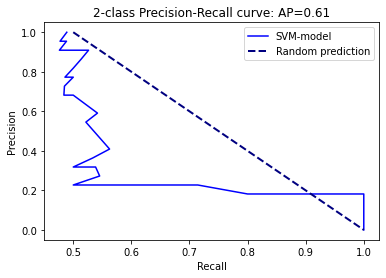 2-class Precision-Recall curve: AP=0.61
SVM-model
Random prediction
Precision
1.0
0.8
0.6
0.4
0.2
0.0
0.5
0.6
0.7
0.8
0.9
1.0
Recall